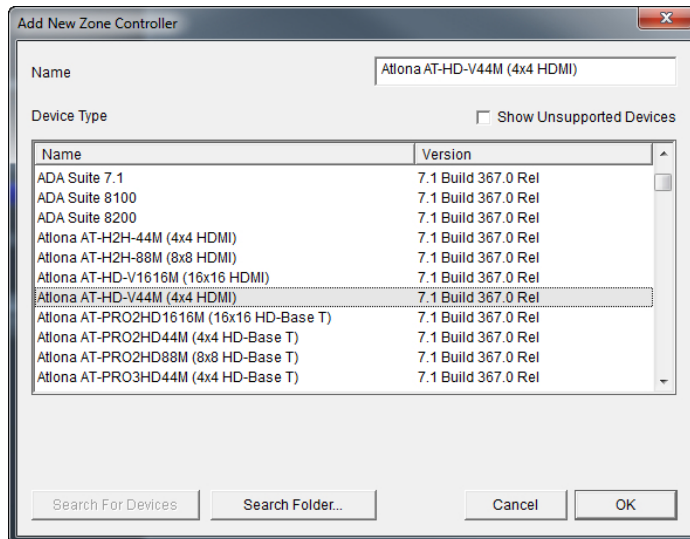 Add New Zone Controller
Name Atlona AT-HD-V44M (4x4 HDMI)
Device Type Show Unsupported Devices
Name Version
ADA Suite 7.1 7.1 Build 367.0 Rel
ADA Suite 8100 7.1 Build 367.0 Rel
ADA Suite 8200 7.1 Build 367.0 Rel
Atlona AT-H2H-44M (4x4 HDMI) 7.1 Build 367.0 Rel
Atlona AT-H2H-88M (8x8 HDMI) 7.1 Build 367.0 Rel
Atlona AT-HD-V1616M (16x16 HDMI) 7.1 Build 367.0 Rel
Atlona AT-HD-V44M (4x4 HDMI) 7.1 Build 367.0 Rel
Atlona AT-PRO2HD1616M (16x16 HD-Base T) 7.1 Build 367.0 Rel
Atlona AT-PRO2HD44M (4x4 HD-Base T) 7.1 Build 367.0 Rel
Atlona AT-PRO2HD88M (8x8 HD-Base T) 7.1 Build 367.0 Rel
Atlona AT-PRO3HD44M (4x4 HD-Base T) 7.1 Build 367.0 Rel
Search For Devices Search Folder... Cancel OK